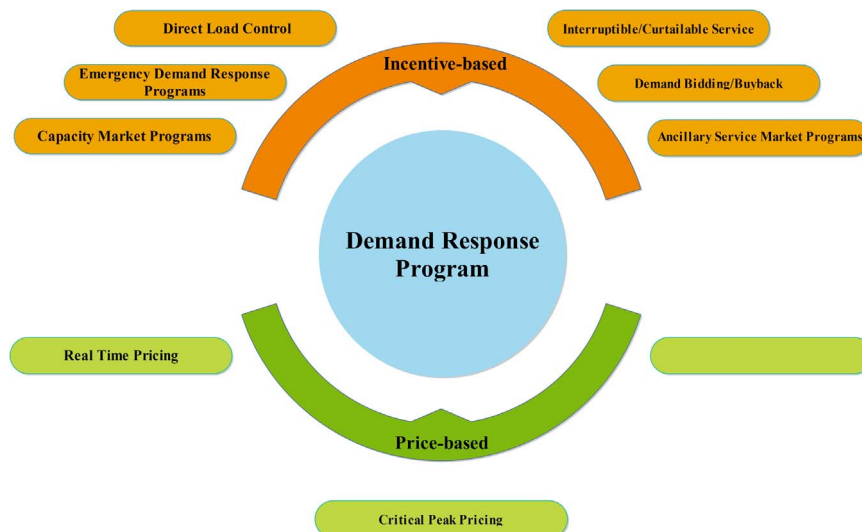 Direct Load Control
Interruptible/Curtailable Service
Incentive-based
Emergency Demand Response
Programs
Demand Bidding/Buyback
Capacity Market Programs
Ancillary Service Market Programs
Demand Response
Program
Real Time Pricing
Price-based
Critical Peak Pricing